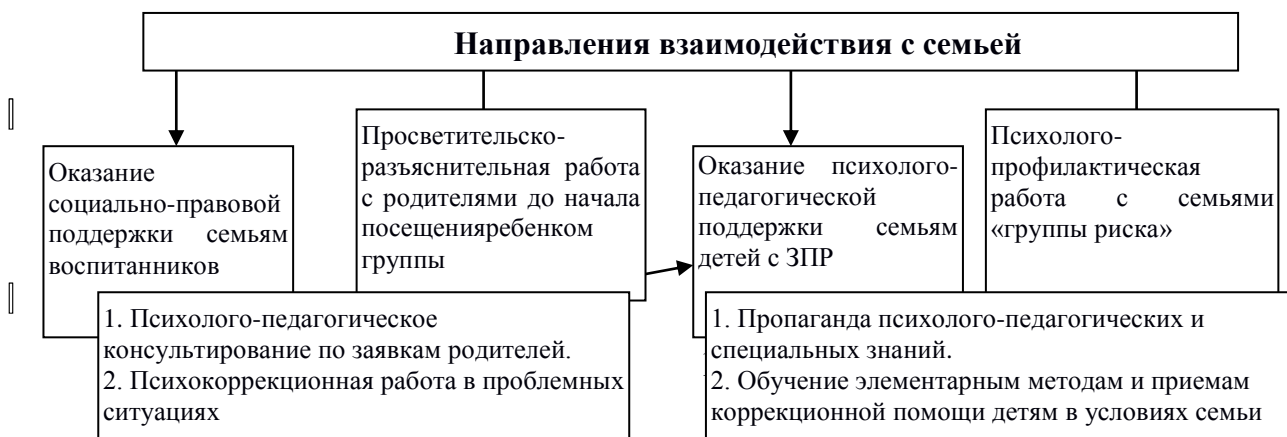 Направления взаимодействия с семьей
Оказание
социально-правовой
поддержки семьям
воспитанников
Просветительско-
разъяснительная работа
с родителями до начала
посещенияребенком
группы
Оказание психолого-
педагогической
поддержки семьям
детей с ЗПР
Психолого-
профилактическая
работа с семьями
«группы риска»
1. Психолого-педагогическое
консультирование по заявкам родителей.
2. Психокоррекционная работа в проблемных
ситуациях
1. Пропаганда психолого-педагогических и
специальных знаний.
2. Обучение элементарным методам и приемам
коррекционной помощи детям в условиях семьи